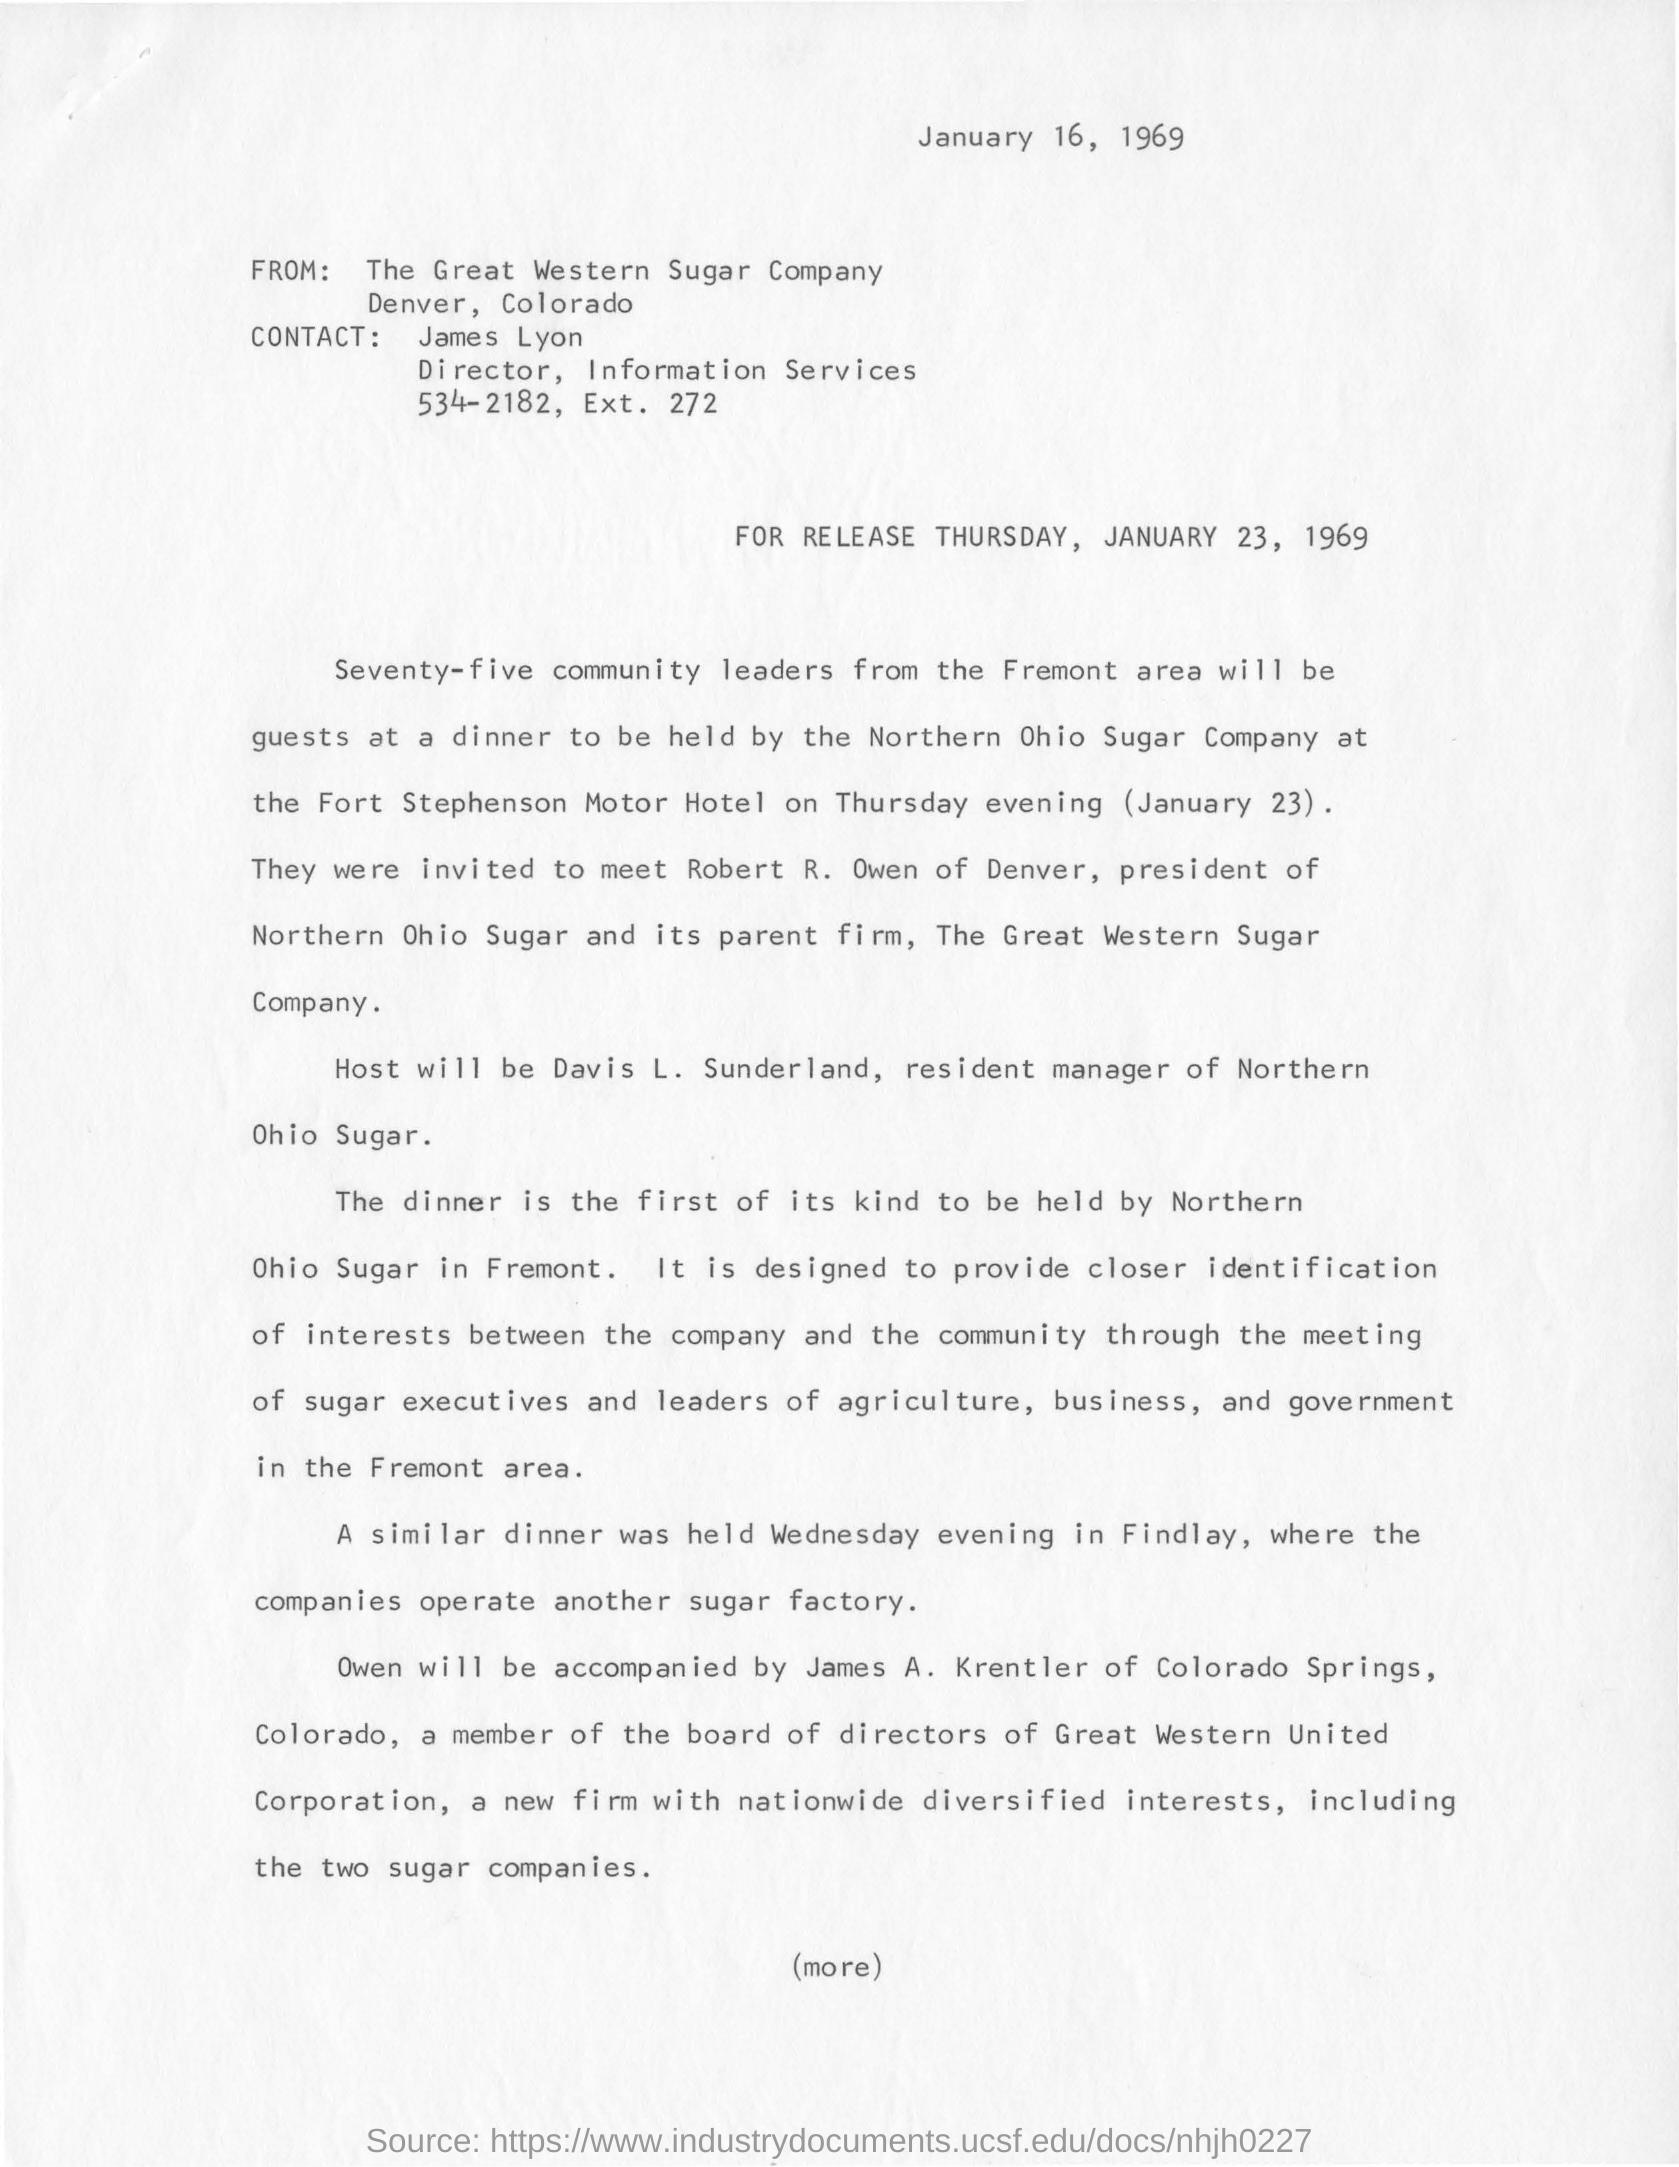 January 16, 1969
FROM: The Great Western Sugar Company
Denver, Colorado
CONTACT: James Lyon
Director, Information Services
534-2182, Ext. 272
FOR RELEASE THURSDAY, JANUARY 23, 1969
Seventy-five community leaders from the Fremont area will be
guests at a dinner to be held by the Northern Ohio Sugar Company at
the Fort Stephenson Motor Hotel on Thursday evening (January 23).
They were invited to meet Robert R. Owen of Denver, president of
Northern Ohio Sugar and its parent firm, The Great Western Sugar
Company.
Host will be Davis L. Sunderland, resident manager of Northern
Ohio Sugar.
The dinner is the first of its kind to be held by Northern
Ohio Sugar in Fremont. It is designed to provide closer identification
of interests between the company and the community through the meeting
of sugar executives and leaders of agriculture, business, and government
in the Fremont area.
A similar dinner was held Wednesday evening in Findlay, where the
companies operate another sugar factory.
Owen will be accompanied by James A. Krentler of Colorado Springs,
Colorado, a member of the board of directors of Great Western United
Corporation, a new firm with nationwide diversified interests, including
the two sugar companies.
(more)
Source: https://www.industrydocuments.ucsf.edu/docs/nhjh0227